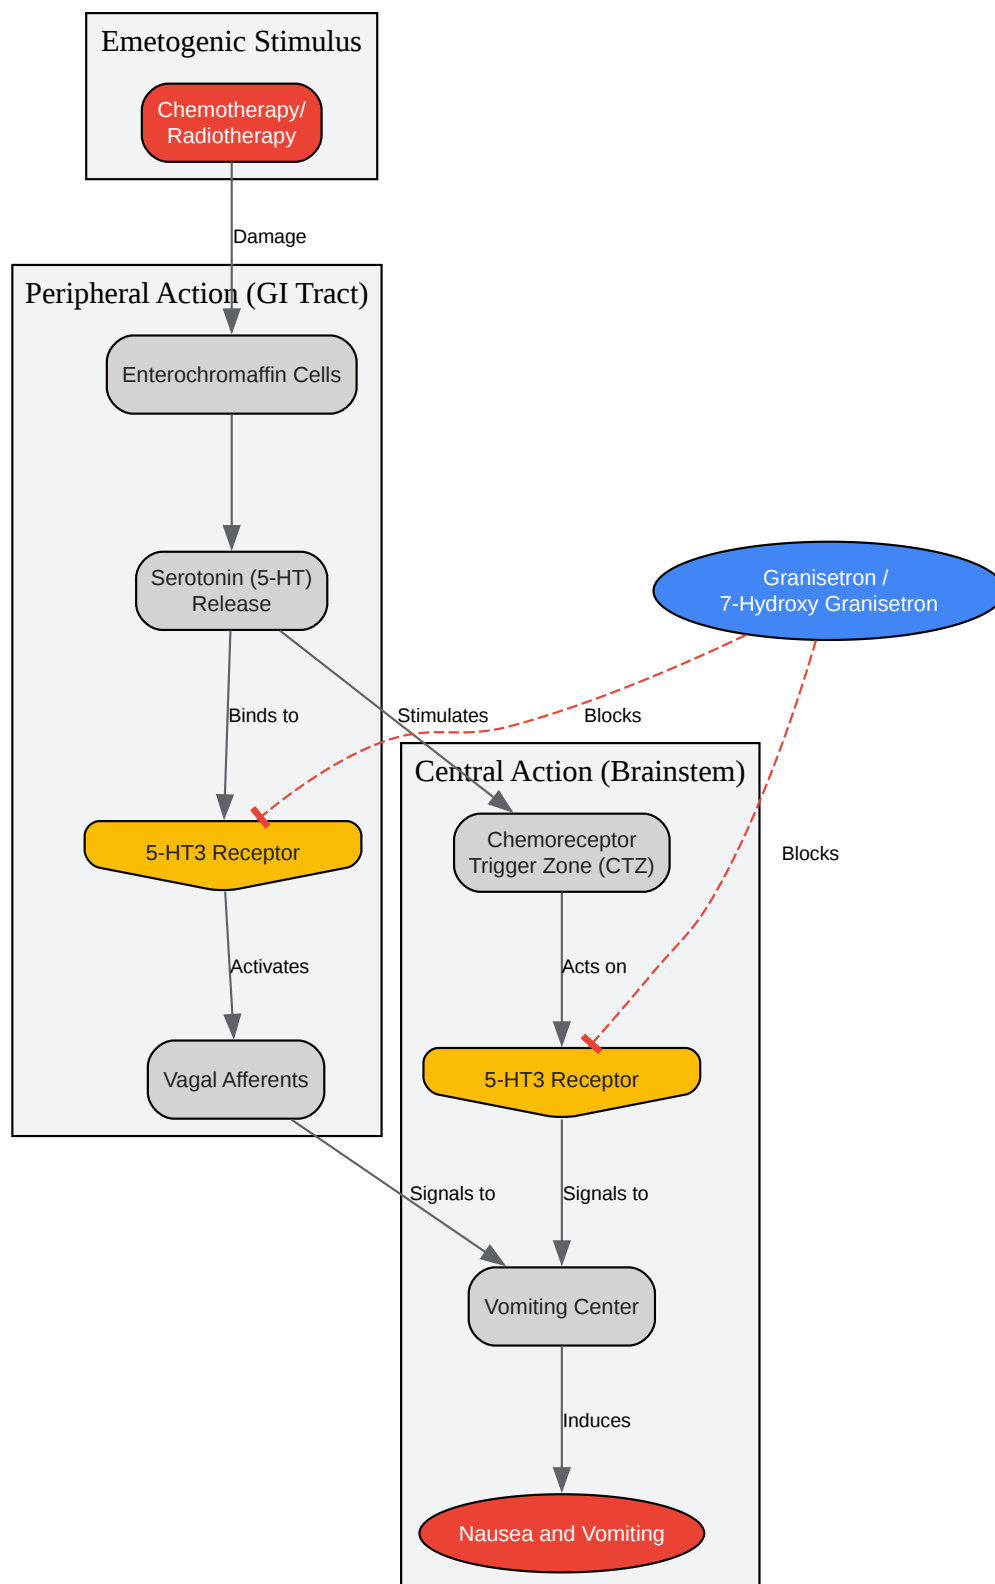 Emetogenic Stimulus
Chemotherapy/
Radiotherapy
Damage
Peripheral Action (GI Tract)
Enterochromaffin Cells
Serotonin (5-HT)
Release
Granisetron /
7-Hydroxy Granisetron
Binds to
Stimulates
Blocks
Central Action (Brainstem)
5-HT3 Receptor
Chemoreceptor
Trigger Zone (CTZ)
Blocks
Activates
Acts on
Vagal Afferents
5-HT3 Receptor
Signals to
Signals to
Vomiting Center
Induces
Nausea and Vomiting